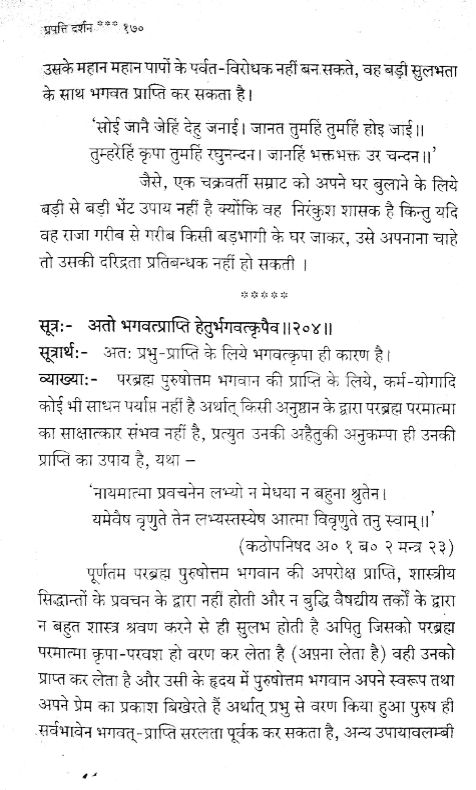 प्रपत्ति दर्शन *** १७०
उसके महान महान पापों के पर्वत-विरोधक नहीं बन सकते, वह बड़ी सुलभता
के साथ भगवत प्राप्ति कर सकता है।
‘सोई जानै जेहिं देहु जनाई। जानत तुमहिं तुमहिं होइ जाई॥
तुम्हरेहिं कृपा तुमहिं रघुनन्दन। जानहिं भक्तभक्त उर चन्दन॥’
जैसे, एक चक्रवर्ती सम्राट को अपने घर बुलाने के लिये
बड़ी से बड़ी भेंट उपाय नहीं है क्योंकि वह निरंकुश शासक है किन्तु यदि
वह राजा गरीब से गरीब किसी बड़भागी के घर जाकर, उसे अपनाना चाहे
तो उसकी दरिद्रता प्रतिबन्धक नहीं हो सकती ।
*****
सूत्र:- अतो भगवत्प्राप्ति हेतुर्भगवत्कृपैव॥२०४॥
सूत्रार्थ:- अतः प्रभु-प्राप्ति के लिये भगवत्कृपा ही कारण है।
व्याख्या:- परब्रह्म पुरुषोत्तम भगवान की प्राप्ति के लिये, कर्म-योगादि
कोई भी साधन पर्याप्त नहीं है अर्थात् किसी अनुष्ठान के द्वारा परब्रह्म परमात्मा
का साक्षात्कार संभव नहीं है, प्रत्युत उनकी अहैतुकी अनुकम्पा ही उनकी
प्राप्ति का उपाय है, यथा –
‘नायमात्मा प्रवचनेन लभ्यो न मेधया न बहुना श्रुतेन।
यमेवैष वृणुते तेन लभ्यस्तस्येष आत्मा विवृणुते तनु स्वाम्॥’
(कठोपनिषद अ० १ ब० २ मन्त्र २३)
पूर्णतम परब्रह्म पुरुषोत्तम भगवान की अपरोक्ष प्राप्ति, शास्त्रीय
सिद्धान्तों के प्रवचन के द्वारा नहीं होती और न बुद्धि वैषद्यीय तर्कों के द्वारा
न बहुत शास्त्र श्रवण करने से ही सुलभ होती है अपितु जिसको परब्रह्म
परमात्मा कृपा-परवश हो वरण कर लेता है (अपना लेता है) वही उनको
प्राप्त कर लेता है और उसी के हृदय में पुरुषोत्तम भगवान अपने स्वरूप तथा
अपने प्रेम का प्रकाश बिखेरते हैं अर्थात् प्रभु से वरण किया हुआ पुरुष ही
सर्वभावेन भगवत्-प्राप्ति सरलता पूर्वक कर सकता है, अन्य उपायावलम्बी